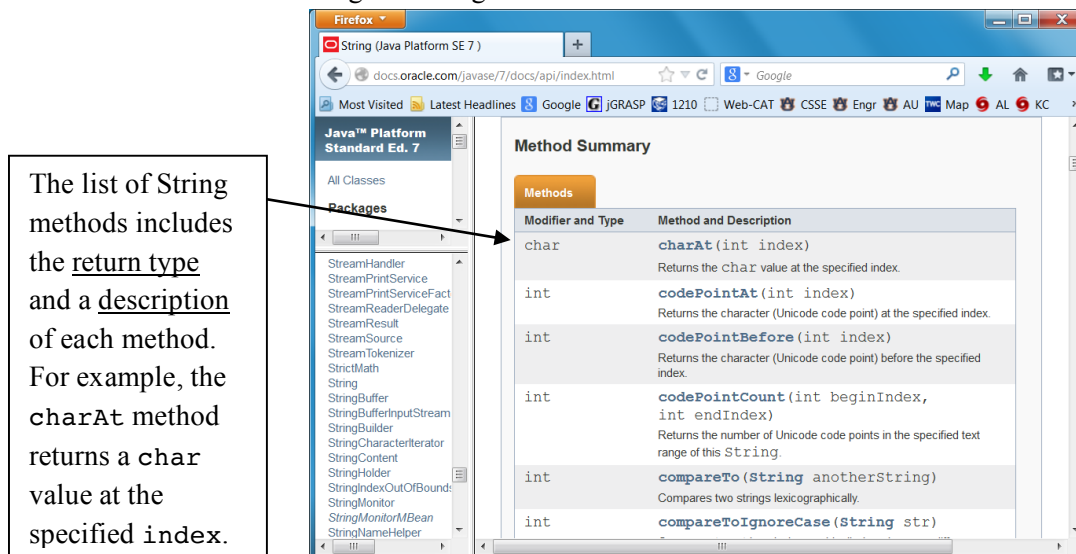 Firefox
String (Java Platform SE 7 )
+
docs.oracle.com/javase/7/docs/api/index.html
Google
Most Visited Latest Headlines Google jGRASP 1210 Web-CAT CSSE Engr AU Map AL KC
The list of String
methods includes
the return type
and a description
of each method.
For example, the
charAt method
returns a char
value at the
specified index.
Java™ Platform
Standard Ed. 7
All Classes
Packages
StreamHandler
StreamPrintService
StreamPrintServiceFact
StreamReaderDelegate
StreamResult
StreamSource
StreamTokenizer
StrictMath
String
StringBuffer
StringBufferInputStream
StringBuilder
StringCharacterIterator
StringContent
StringHolder
StringIndexOutOfBounds
StringMonitor
StringMonitorMBean
StringNameHelper
Method Summary
Methods
Modifier and Type Method and Description
char charAt(int index)
Returns the char value at the specified index.
int codePointAt(int index)
Returns the character (Unicode code point) at the specified index.
int codePointBefore(int index)
Returns the character (Unicode code point) before the specified
index.
int codePointCount(int beginIndex,
int endIndex)
Returns the number of Unicode code points in the specified text
range of this String.
int compareTo(String anotherString)
Compares two strings lexicographically.
int compareToIgnoreCase(String str)